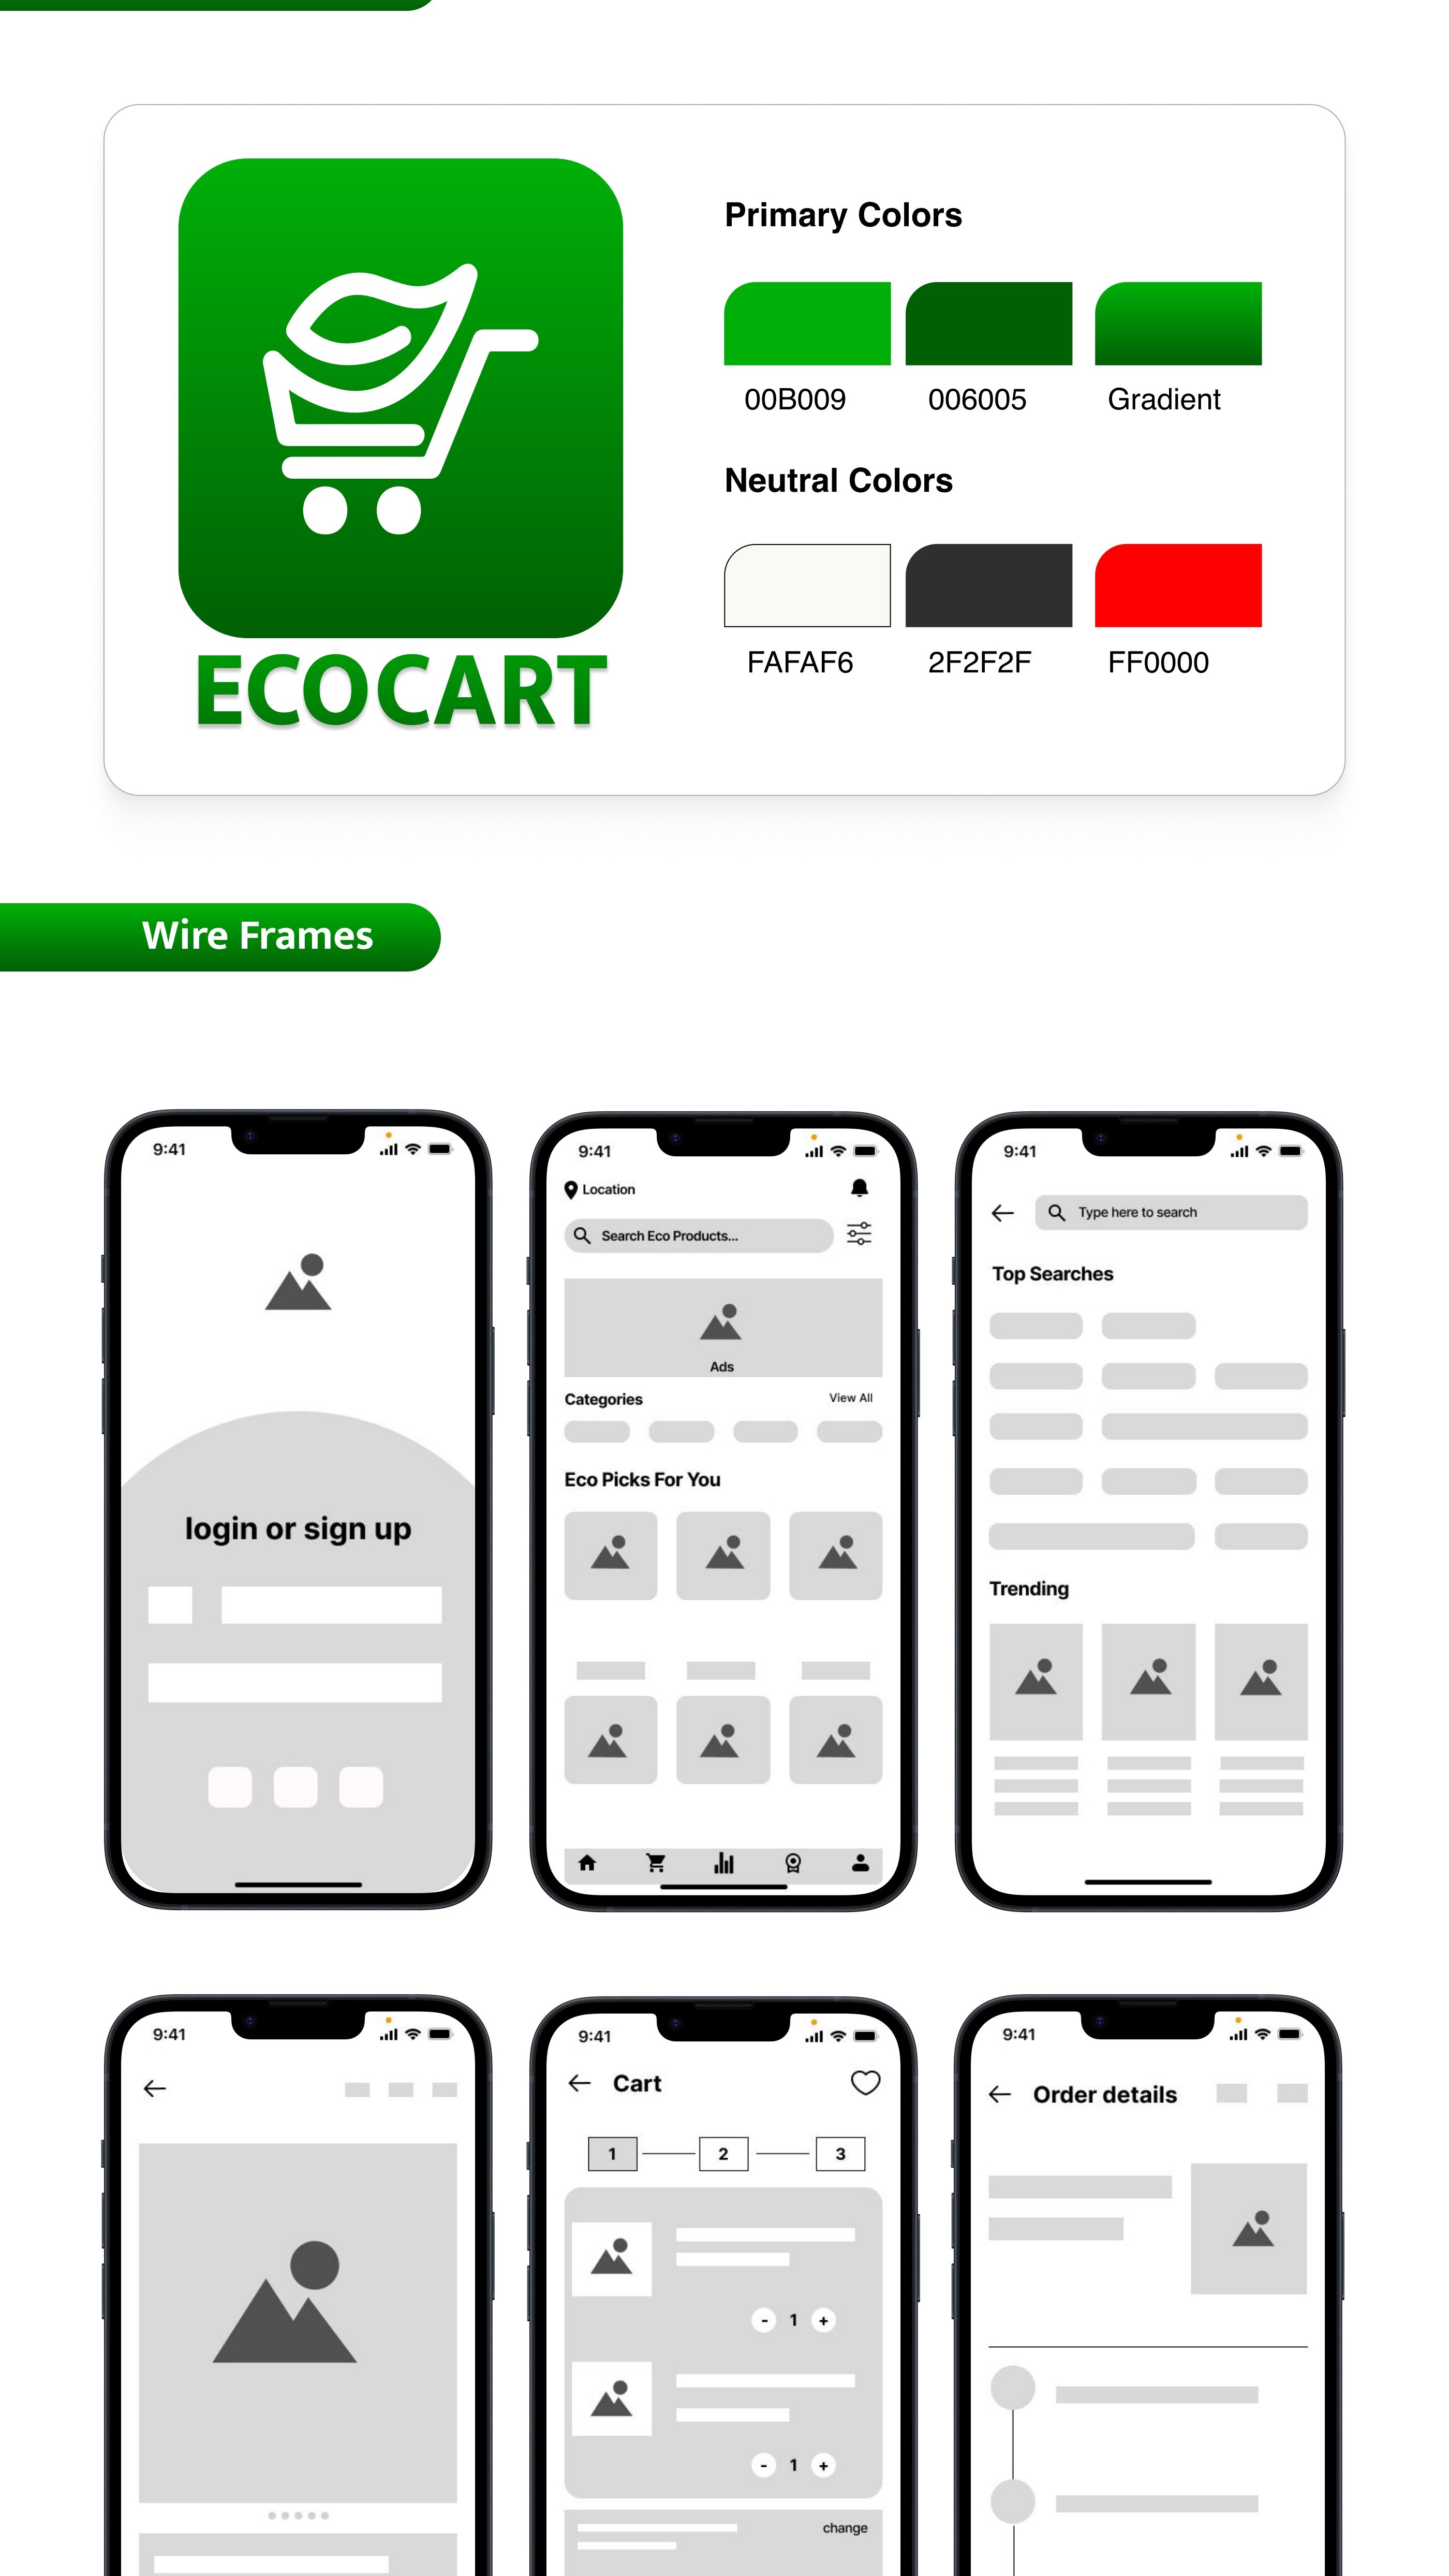 Primary Colors
00B009 006005 Gradient
Neutral Colors
FAFAF6 2F2F2F FF0000
ECOCART
Wire Frames
9:41
login or sign up
9:41
Location
Search Eco Products...
Ads
Categories View All
Eco Picks For You
9:41
Type here to search
Top Searches
Trending
9:41
9:41
Cart
1 2 3
- 1 +
- 1 +
change
9:41
Order details